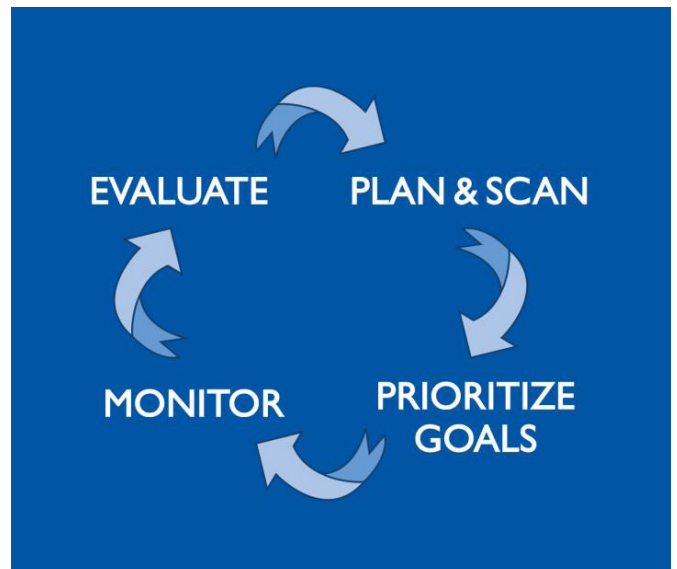 EVALUATE
PLAN & SCAN
MONITOR
PRIORITIZE
GOALS